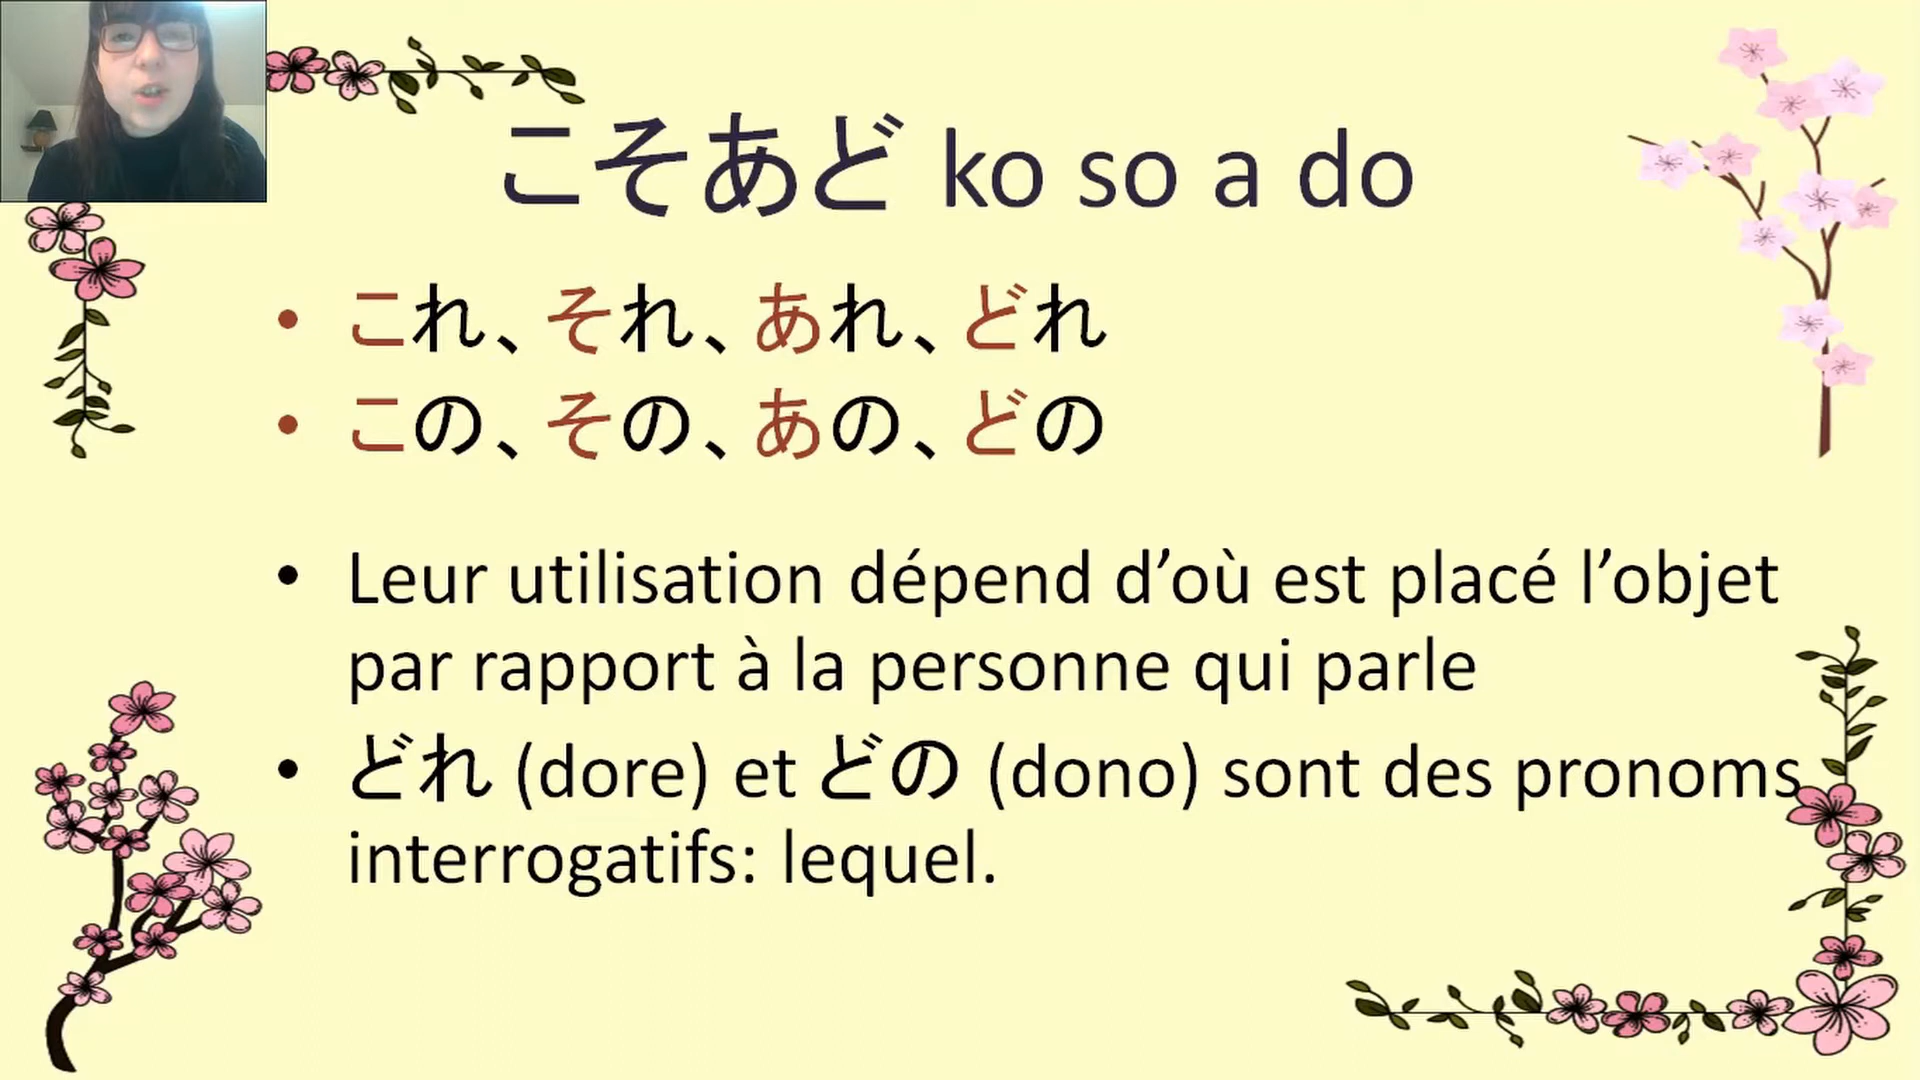 こそあど ko so a do
これ、それ、あれ、どれ
この、その、あの、どの
Leur utilisation dépend d’où est placé l’objet
par rapport à la personne qui parle
どれ (dore) et どの (dono) sont des pronoms
interrogatifs: lequel.